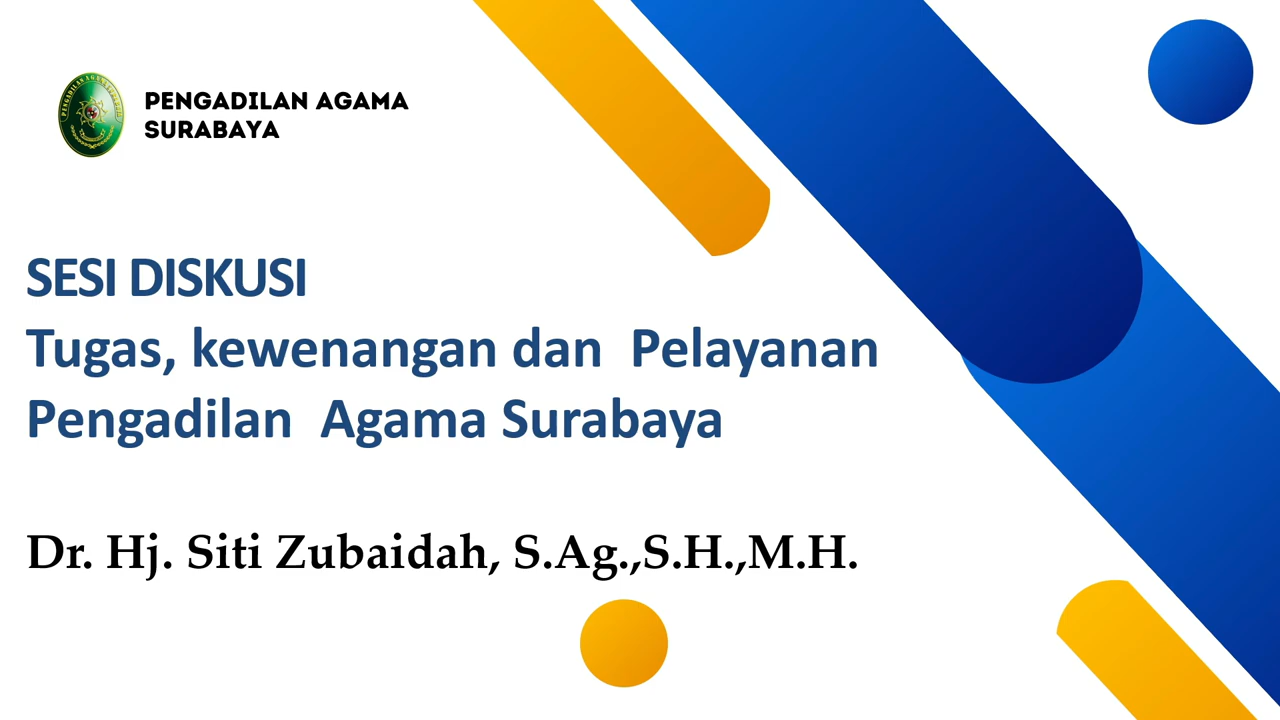 PENGADILAN AGAMA
SURABAYA
SESI DISKUSI
Tugas, kewenangan dan Pelayanan
Pengadilan Agama Surabaya
Dr. Hj. Siti Zubaidah, S.Ag.,S.H.,M.H.